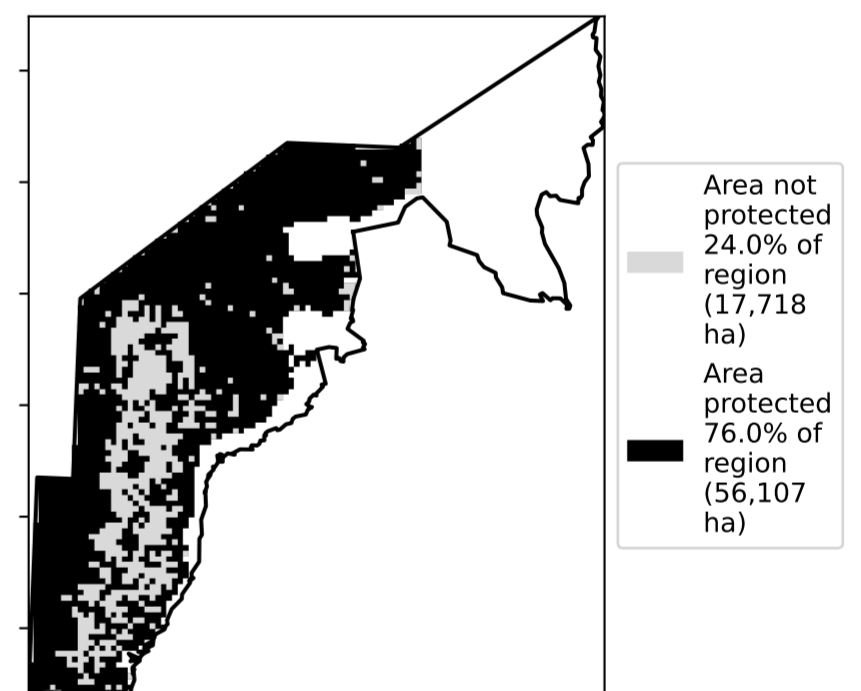 Area not
protected
24.0% of
region
(17,718
ha)
Area
protected
76.0% of
region
(56,107
ha)